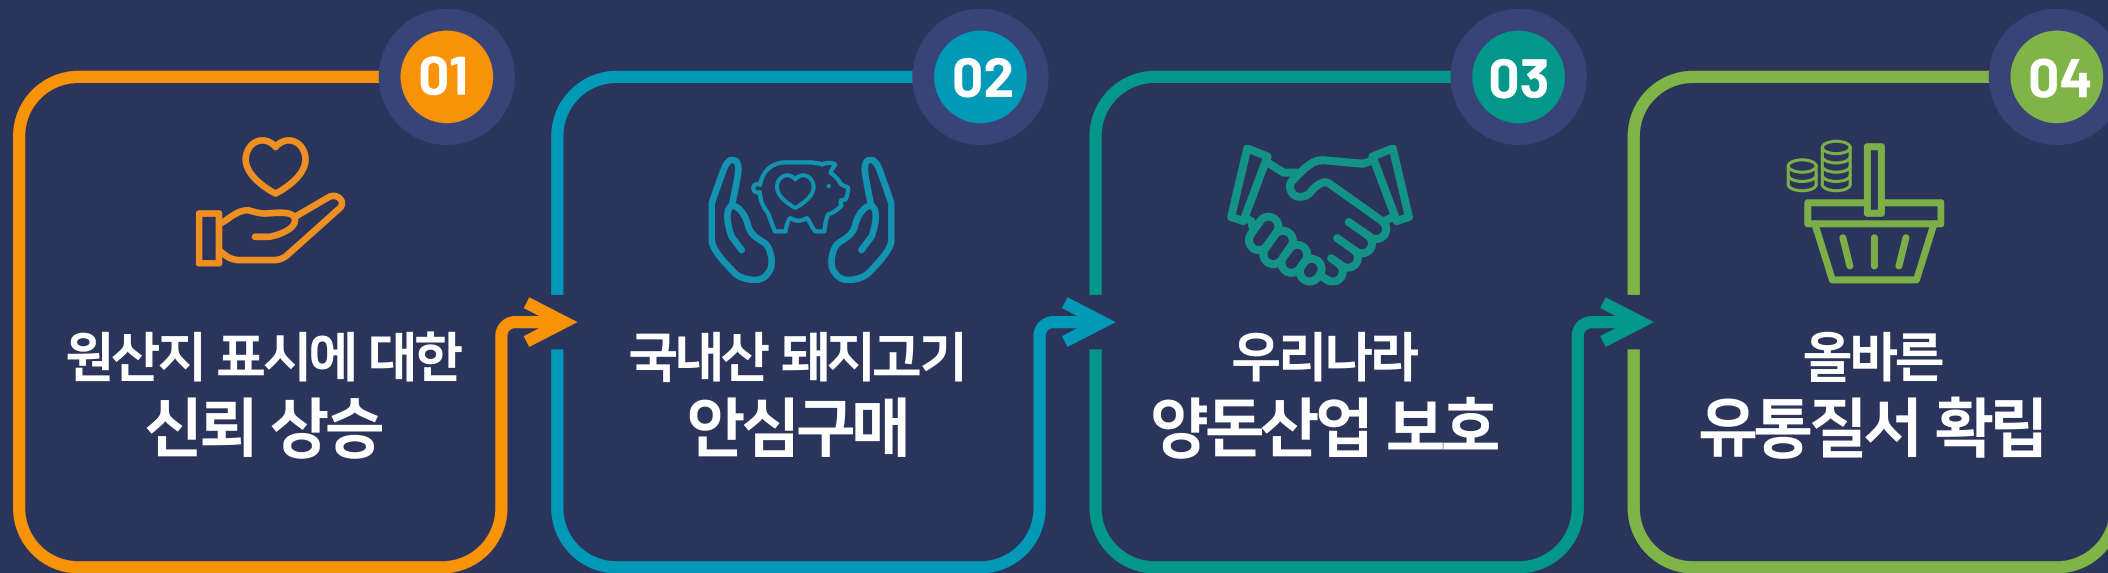 01
원산지 표시에 대한
신뢰 상승
02
국내산 돼지고기
안심구매
03
우리나라
양돈산업 보호
04
올바른
유통질서 확립